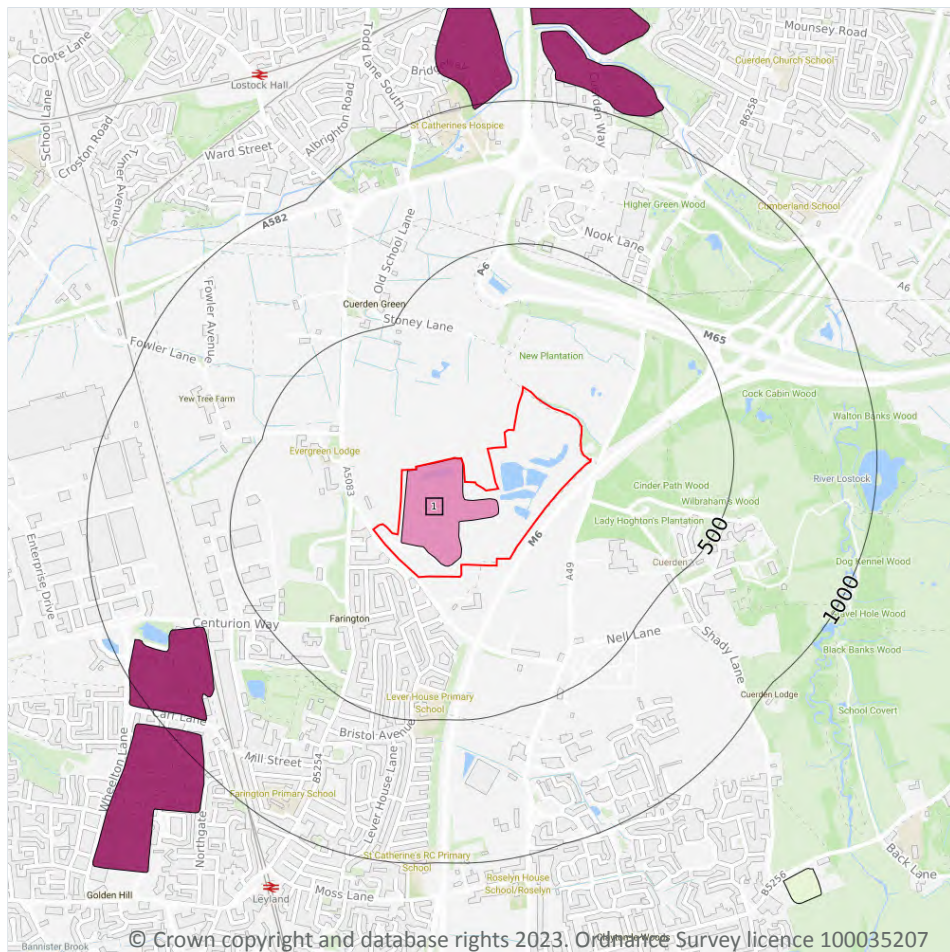 Coote Lane
School Lane
Croston Road
Turner Avenue
Lostock Hall
Ward Street
Albrighton Road
Todd Lane South
St Catherines Hospice
Mounsey Road
Cuerden Church School
B6258
Higher Green Wood
Cumberland School
Nook Lane
A582
Old School Lane
A6
A6
Cuerden Green
Stoney Lane
Fowler Avenue
Fowler Lane
M65
New Plantation
Yew Tree Farm
Cock Cabin Wood
Walton Banks Wood
Evergreen Lodge
A5083
Cinder Path Wood
River Lostock
Wilbraham's Wood
1
Lady Hoghton's Plantation
500
M6
A49
Cuerden
Enterprise Drive
Dog Kennel Wood
1000
Centurion Way
Farington
Nell Lane
Shady Lane
Black Banks Wood
Lever House Primary
School
Cuerden Lodge
School Covert
Carr Lane
Bristol Avenue
Mill Street
Wheelton Lane
B5254
Lever House Lane
Farington Primary School
Northgate
St Catherine's RC Primary
School
Back Lane
B5256
Roselyn House
School/Roselyn
Golden Hill
Leyland
Moss Lane
Bannister Brook
© Crown copyright and database rights 2023. Ordnance Survey licence 100035207